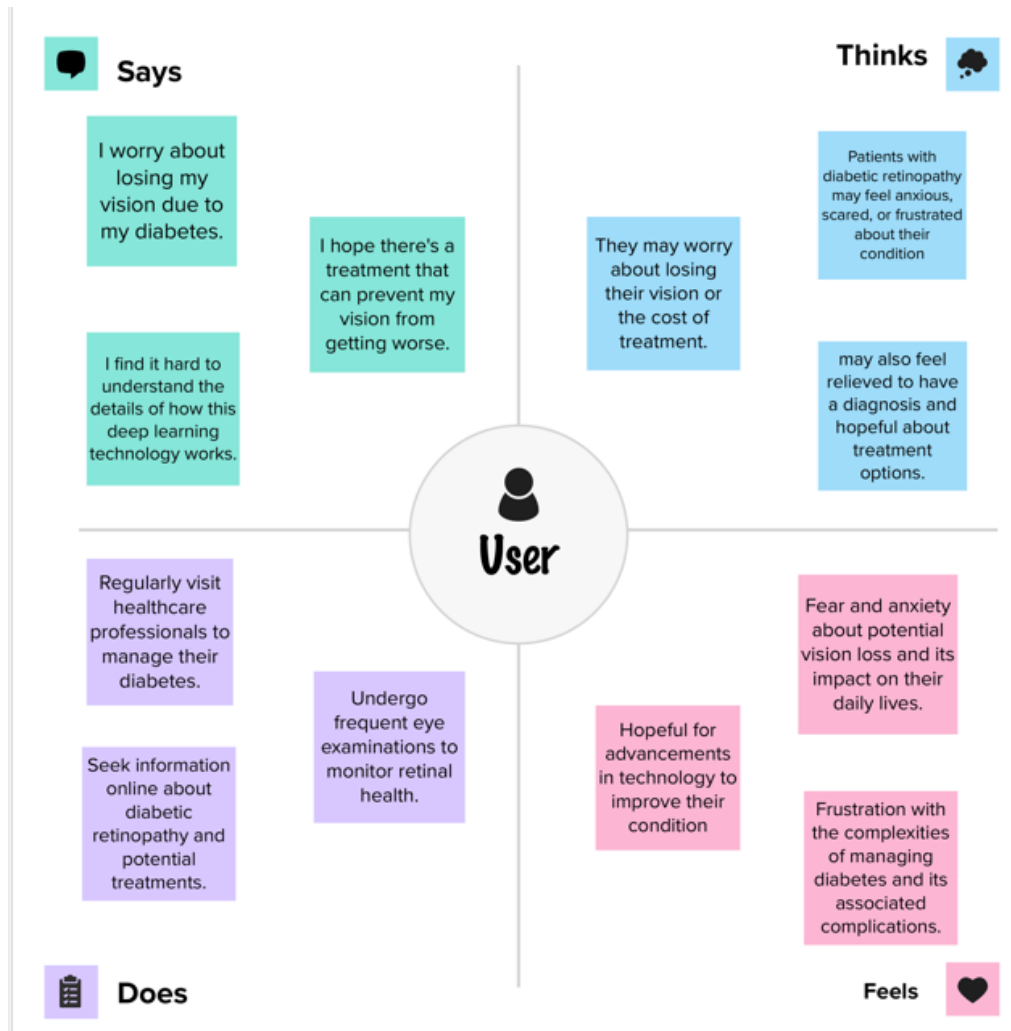 Says
I worry about
losing my
vision due to
my diabetes.
I hope there's a
treatment that
can prevent my
vision from
getting worse.
I find it hard to
understand the
details of how this
deep learning
technology works.
Thinks
They may worry
about losing
their vision or
the cost of
treatment.
Patients with
diabetic retinopathy
may feel anxious,
scared, or frustrated
about their
condition
may also feel
relieved to have
a diagnosis and
hopeful about
treatment
options.
User
Regularly visit
healthcare
professionals to
manage their
diabetes.
Undergo
frequent eye
examinations to
monitor retinal
health.
Seek information
online about
diabetic
retinopathy and
potential
treatments.
Does
Fear and anxiety
about potential
vision loss and its
impact on their
daily lives.
Hopeful for
advancements
in technology to
improve their
condition
Frustration with
the complexities
of managing
diabetes and its
associated
complications.
Feels